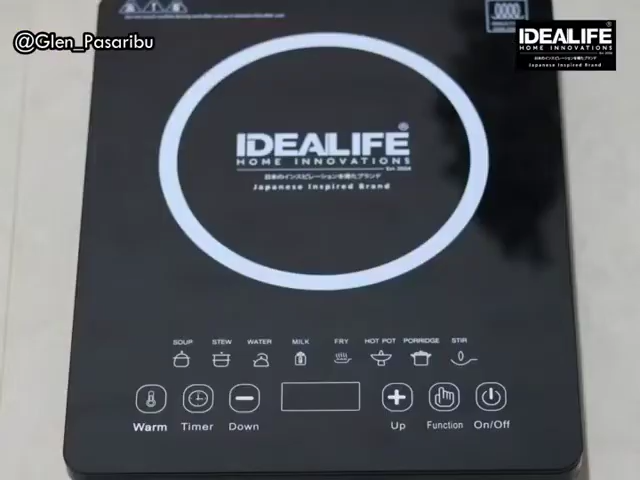 @Glen_Pasaribu
IDEALIFE®
HOME INNOVATIONS
Japanese Inspired Brand
IDEALIFE®
HOME INNOVATIONS
Est. 2004
Japanese Inspired Brand
SOUP STEW WATER MILK FRY HOT POT PORRIDGE STIR
Warm Timer Down Up Function On/Off